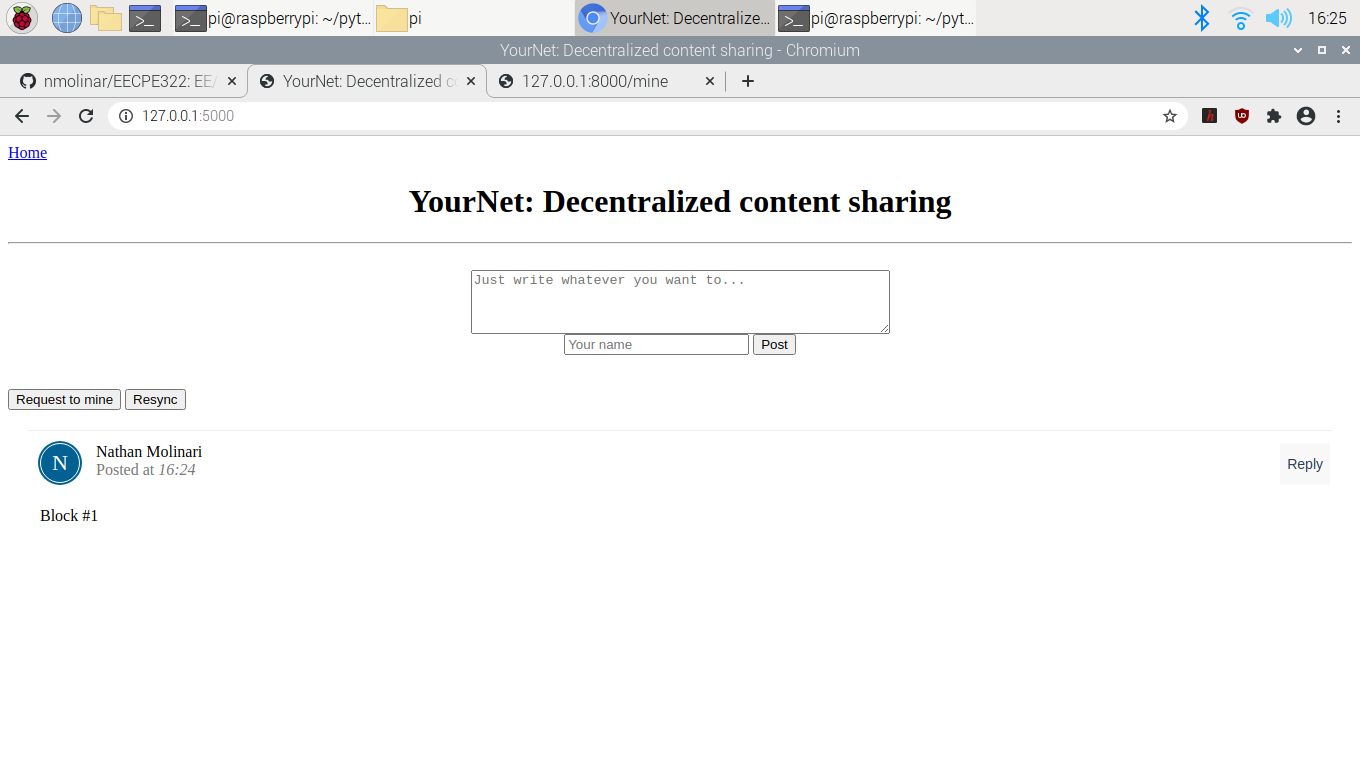 pi@raspberrypi: ~/pyt... pi YourNet: Decentralize... pi@raspberrypi: ~/pyt... 16:25
YourNet: Decentralized content sharing - Chromium
nmolinar/EECPE322: EE/ YourNet: Decentralized co 127.0.0.1:8000/mine
127.0.0.1:5000
Home
YourNet: Decentralized content sharing
Just write whatever you want to...
Your name Post
Request to mine Resync
N Nathan Molinari
Posted at 16:24
Reply
Block #1